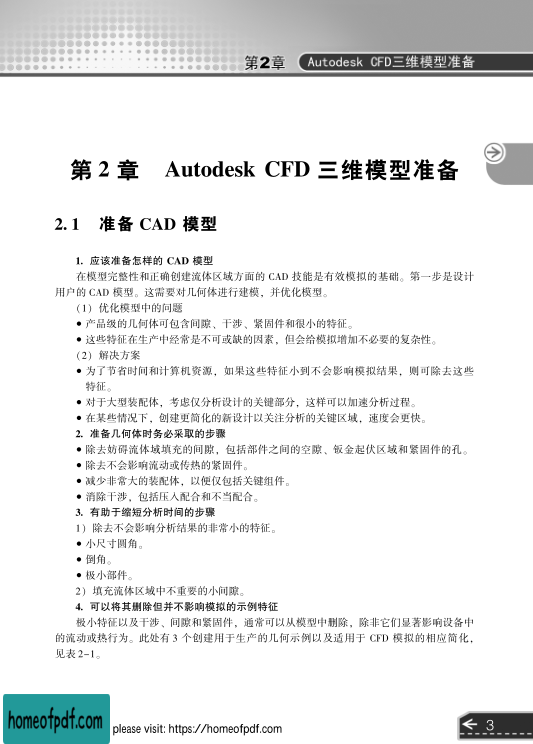 第2章 Autodesk CFD三维模型准备
第 2 章 Autodesk CFD 三维模型准备
2.1 准备 CAD 模型
1. 应该准备怎样的 CAD 模型
在模型完整性和正确创建流体区域方面的 CAD 技能是有效模拟的基础。第一步是设计
用户的 CAD 模型。这需要对几何体进行建模，并优化模型。
(1) 优化模型中的问题
● 产品级的几何体可包含间隙、干涉、紧固件和很小的特征。
● 这些特征在生产中经常是不可或缺的因素，但会给模拟增加不必要的复杂性。
(2) 解决方案
● 为了节省时间和计算机资源，如果这些特征小到不会影响模拟结果，则可除去这些
特征。
● 对于大型装配体，考虑仅分析设计的关键部分，这样可以加速分析过程。
● 在某些情况下，创建更简化的新设计以关注分析的关键区域，速度会更快。
2. 准备几何体时务必采取的步骤
● 除去妨碍流体域填充的间隙，包括部件之间的空隙、钣金起伏区域和紧固件的孔。
● 除去不会影响流动或传热的紧固件。
● 减少非常大的装配体，以便仅包括关键组件。
● 消除干涉，包括压入配合和不当配合。
3. 有助于缩短分析时间的步骤
1）除去不会影响分析结果的非常小的特征。
● 小尺寸圆角。
● 倒角。
● 极小部件。
2）填充流体区域中不重要的小间隙。
4. 可以将其删除但并不影响模拟的示例特征
极小特征以及干涉、间隙和紧固件，通常可以从模型中删除，除非它们显著影响设备中
的流动或热行为。此处有 3 个创建用于生产的几何示例以及适用于 CFD 模拟的相应简化，
见表 2-1。
homeofpdf.com
please visit: https://homeofpdf.com
3